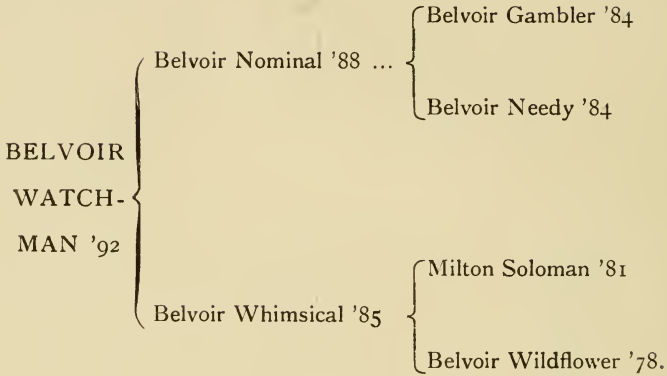 Belvoir Gambler '84
Belvoir Nominal '88 ...
Belvoir Needy '84
BELVOIR
WATCH-
MAN '92
Milton Soloman '81
Belvoir Whimsical '85
Belvoir Wildflower '78.